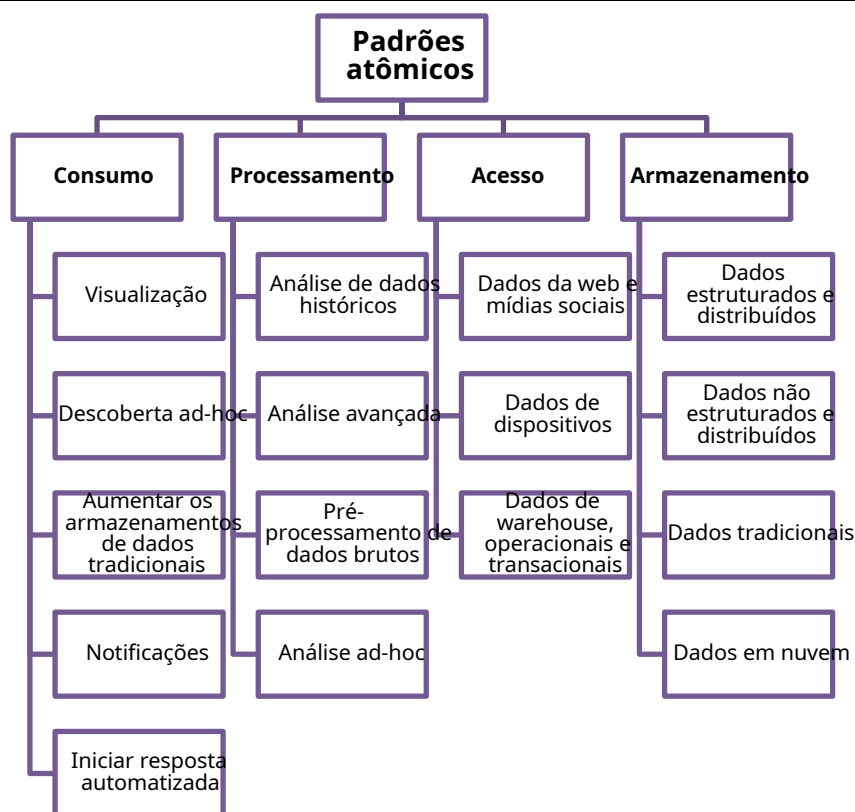 Padrões
atômicos
Consumo
Processamento
Acesso
Armazenamento
Visualização
Descoberta ad-hoc
Aumentar os
armazenamentos
de dados
tradicionais
Notificações
Iniciar resposta
automatizada
Análise de dados
históricos
Análise avançada
Pré-
processamento de
dados brutos
Análise ad-hoc
Dados da web e
mídias sociais
Dados de
dispositivos
Dados de
warehouse,
operacionais e
transacionais
Dados
estruturados e
distribuídos
Dados não
estruturados e
distribuídos
Dados tradicionais
Dados em nuvem